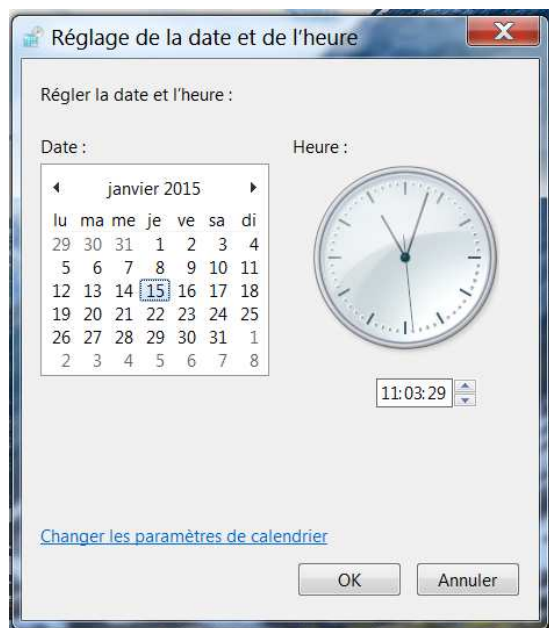 Réglage de la date et de l'heure
X
Régler la date et l'heure :
Date :
Heure :
janvier 2015
lu ma me je ve sa di
29 30 31 1 2 3 4
5 6 7 8 9 10 11
12 13 14 15 16 17 18
19 20 21 22 23 24 25
26 27 28 29 30 31 1
2 3 4 5 6 7 8
11:03:29
Changer les paramètres de calendrier
OK
Annuler